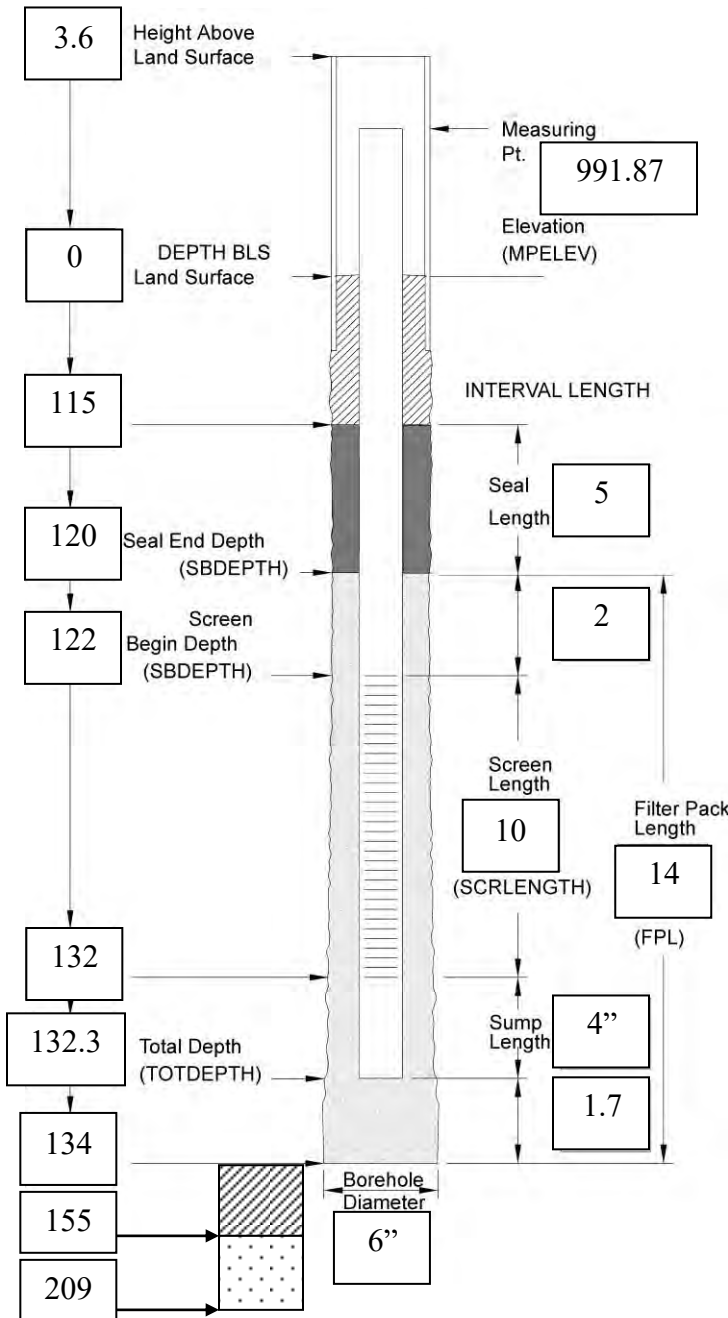 3.6
Height Above
Land Surface
Measuring
Pt.
991.87
Elevation
(MPELEV)
0
DEPTH BLS
Land Surface
115
INTERVAL LENGTH
Seal
Length
5
120
Seal End Depth
(SBDEPTH)
122
Screen
Begin Depth
(SBDEPTH)
2
Screen
Length
10
(SCRLENGTH)
Filter Pack
Length
14
(FPL)
132
132.3
Total Depth
(TOTDEPTH)
Sump
Length
4”
1.7
134
155
209
Borehole
Diameter
6”